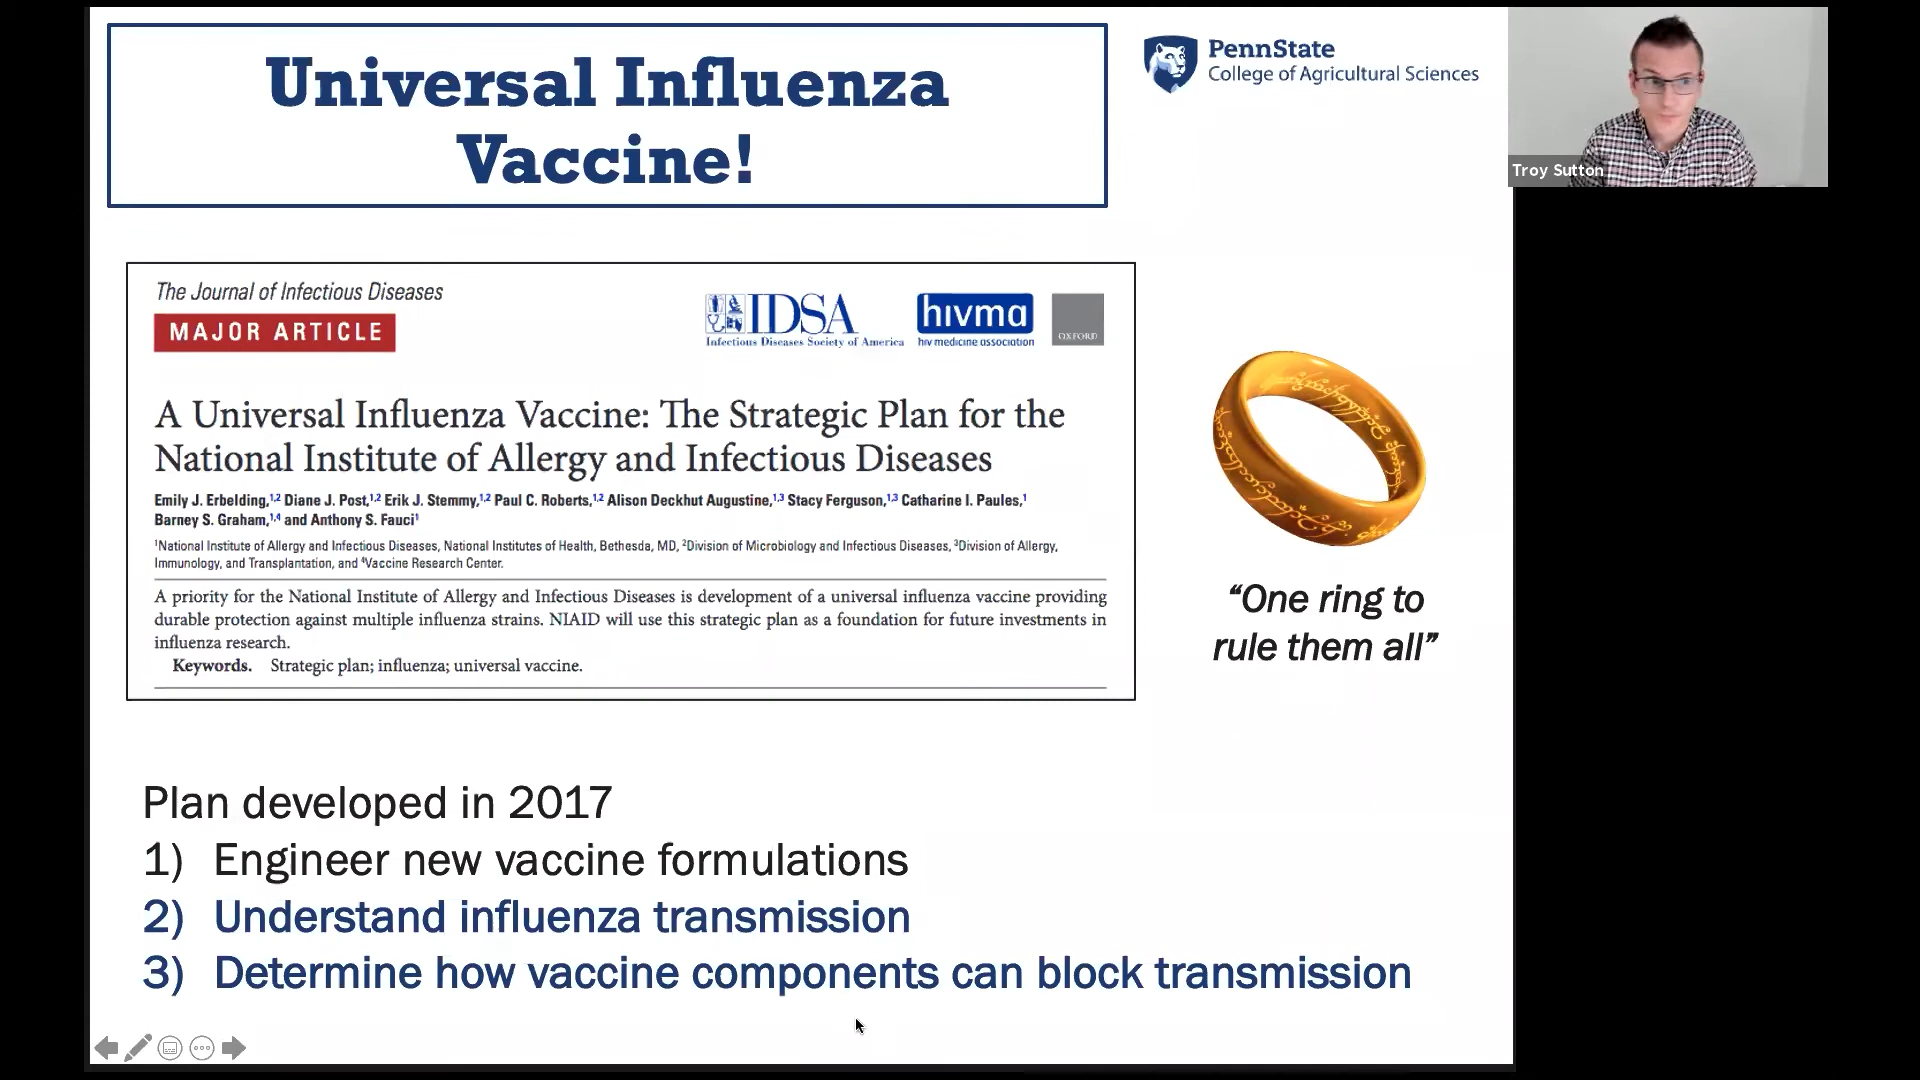 Universal Influenza
Vaccine!
PennState
College of Agricultural Sciences
Troy Sutton
The Journal of Infectious Diseases
MAJOR ARTICLE
IDSA
Infectious Diseases Society of America
hivma
hiv medicine association
OXFORD
A Universal Influenza Vaccine: The Strategic Plan for the
National Institute of Allergy and Infectious Diseases
Emily J. Erbelding,1,2 Diane J. Post,1,2 Erik J. Stemmy,1,2 Paul C. Roberts,1,2 Alison Deckhut Augustine,1,3 Stacy Ferguson,1,3 Catharine I. Paules,1
Barney S. Graham,1,4 and Anthony S. Fauci1
1National Institute of Allergy and Infectious Diseases, National Institutes of Health, Bethesda, MD, 2Division of Microbiology and Infectious Diseases, 3Division of Allergy,
Immunology, and Transplantation, and 4Vaccine Research Center.
A priority for the National Institute of Allergy and Infectious Diseases is development of a universal influenza vaccine providing
durable protection against multiple influenza strains. NIAID will use this strategic plan as a foundation for future investments in
influenza research.
Keywords. Strategic plan; influenza; universal vaccine.
“One ring to
rule them all”
Plan developed in 2017
1) Engineer new vaccine formulations
2) Understand influenza transmission
3) Determine how vaccine components can block transmission